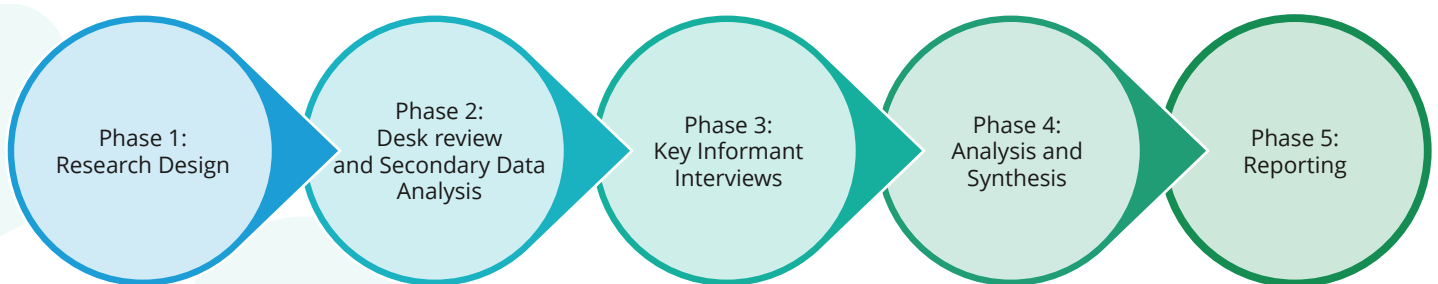 Phase 1:
Research Design
Phase 2:
Desk review
and Secondary Data
Analysis
Phase 3:
Key Informant
Interviews
Phase 4:
Analysis and
Synthesis
Phase 5:
Reporting